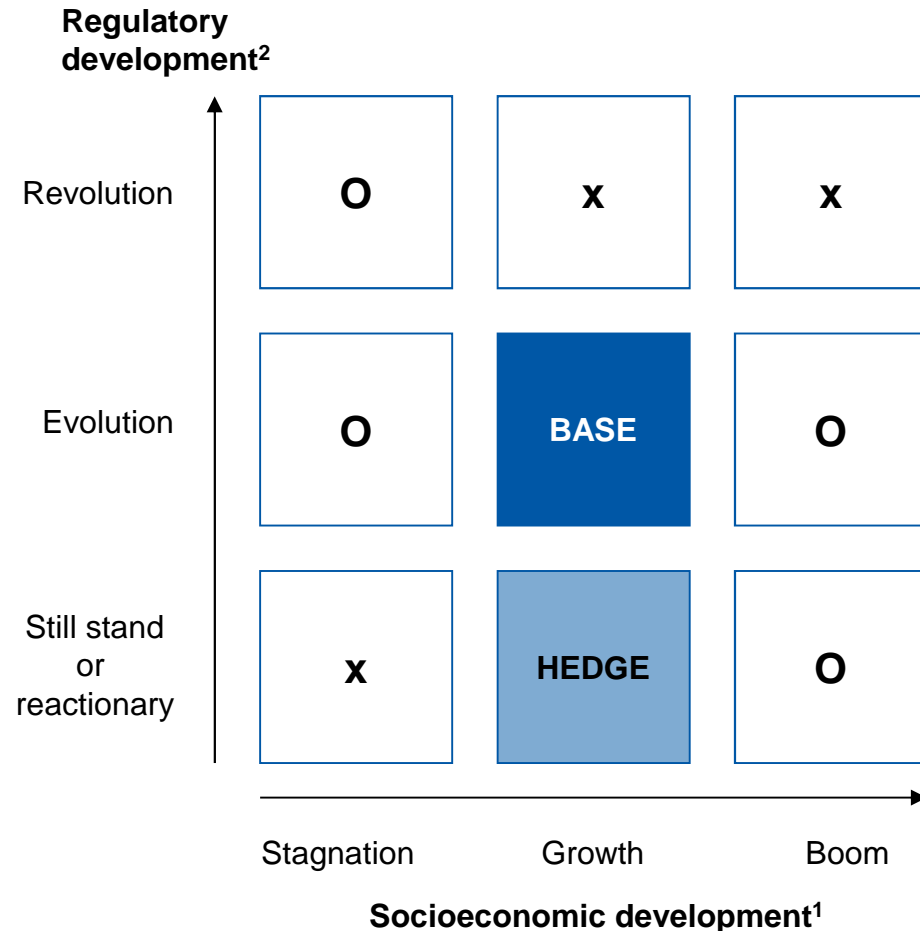 Regulatory
development²
Revolution
O
x
x
Evolution
O
BASE
O
Still stand
or
reactionary
x
HEDGE
O
Stagnation
Growth
Boom
Socioeconomic development¹